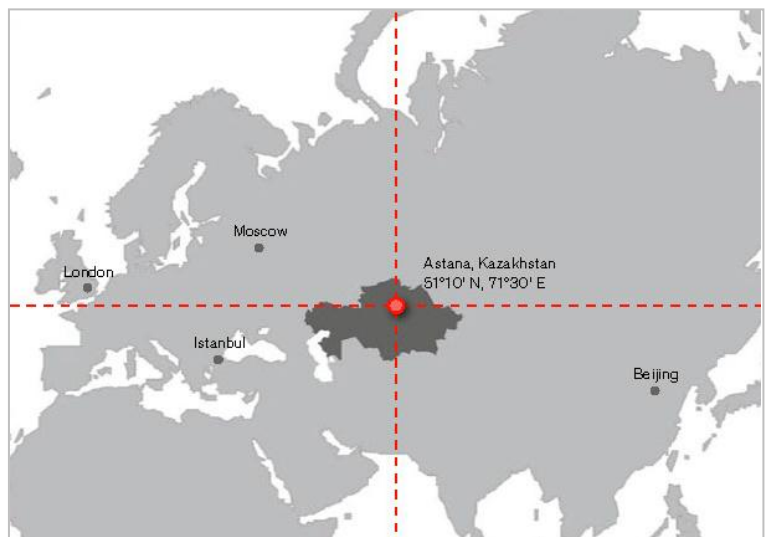 Moscow
London
Astana, Kazakhstan
51°10' N, 71°30' E
Istanbul
Beijing